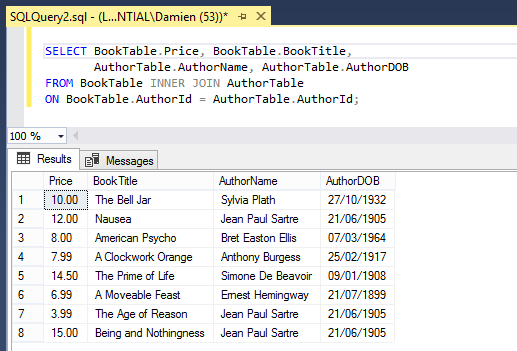 SQLQuery2.sql - (L...NTIAL\Damien (53))*
SELECT BookTable.Price, BookTable.BookTitle,
AuthorTable.AuthorName, AuthorTable.AuthorDOB
FROM BookTable INNER JOIN AuthorTable
ON BookTable.AuthorId = AuthorTable.AuthorId;
100 %
Results Messages
Price BookTitle AuthorName AuthorDOB
1 10.00 The Bell Jar Sylvia Plath 27/10/1932
2 12.00 Nausea Jean Paul Sartre 21/06/1905
3 8.00 American Psycho Bret Easton Ellis 07/03/1964
4 7.99 A Clockwork Orange Anthony Burgess 25/02/1917
5 14.50 The Prime of Life Simone De Beavoir 09/01/1908
6 6.99 A Moveable Feast Ernest Hemingway 21/07/1899
7 3.99 The Age of Reason Jean Paul Sartre 21/06/1905
8 15.00 Being and Nothingness Jean Paul Sartre 21/06/1905